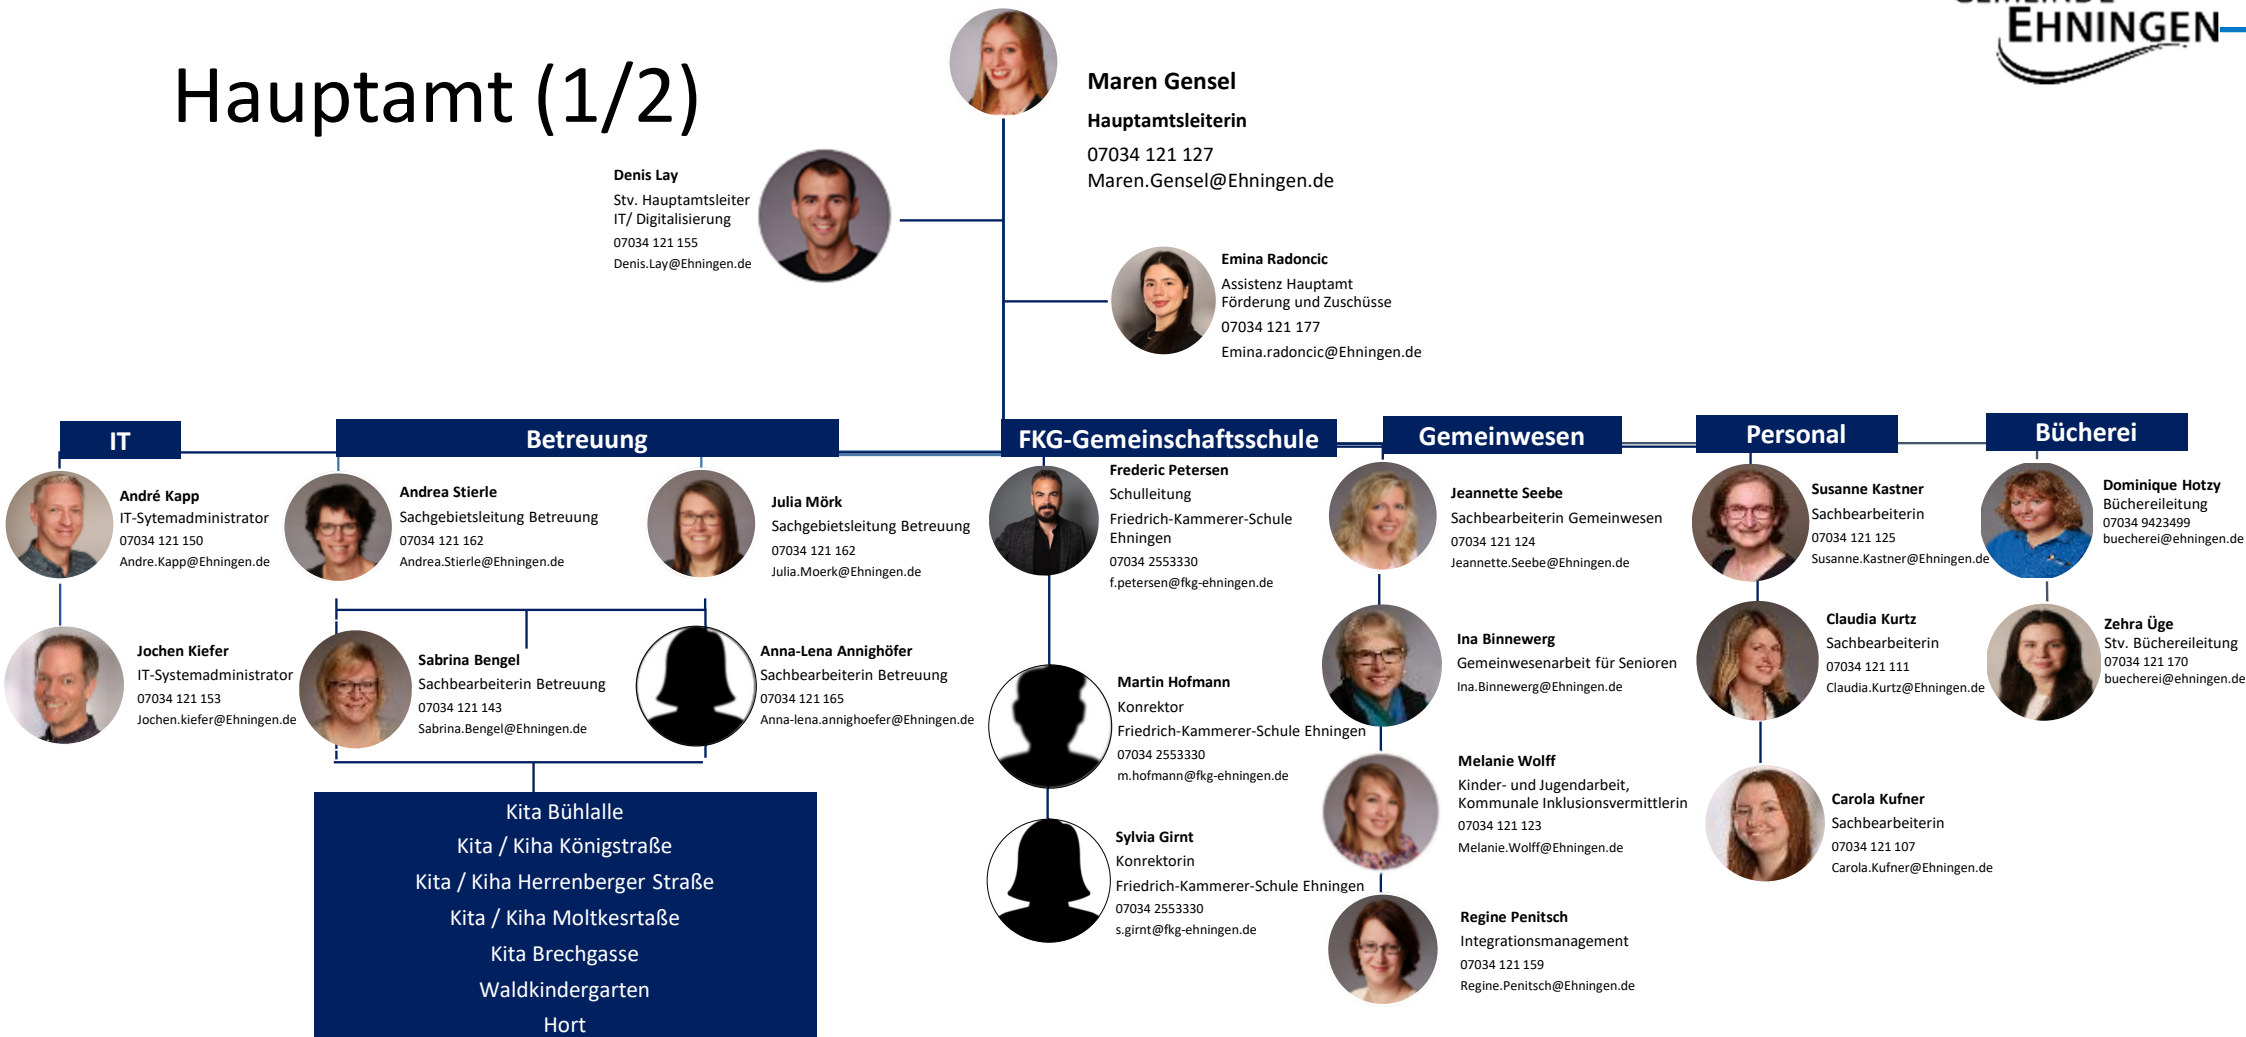 GEMEINDE
EHNINGEN
Hauptamt (1/2)
Maren Gensel
Hauptamtsleiterin
07034 121 127
Maren.Gensel@Ehningen.de
Denis Lay
Stv. Hauptamtsleiter
IT/ Digitalisierung
07034 121 155
Denis.Lay@Ehningen.de
Emina Radoncic
Assistenz Hauptamt
Förderung und Zuschüsse
07034 121 177
Emina.radoncic@Ehningen.de
IT
André Kapp
IT-Sytemadministrator
07034 121 150
Andre.Kapp@Ehningen.de
Jochen Kiefer
IT-Systemadministrator
07034 121 153
Jochen.kiefer@Ehningen.de
Betreuung
Andrea Stierle
Sachgebietsleitung Betreuung
07034 121 162
Andrea.Stierle@Ehningen.de
Julia Mörk
Sachgebietsleitung Betreuung
07034 121 162
Julia.Moerk@Ehningen.de
Sabrina Bengel
Sachbearbeiterin Betreuung
07034 121 143
Sabrina.Bengel@Ehningen.de
Anna-Lena Annighöfer
Sachbearbeiterin Betreuung
07034 121 165
Anna-lena.annighoefer@Ehningen.de
Kita Bühlalle
Kita / Kiha Königstraße
Kita / Kiha Herrenberger Straße
Kita / Kiha Moltkesrtaße
Kita Brechgasse
Waldkindergarten
Hort
FKG-Gemeinschaftsschule
Frederic Petersen
Schulleitung
Friedrich-Kammerer-Schule
Ehningen
07034 2553330
f.petersen@fkg-ehningen.de
Martin Hofmann
Konrektor
Friedrich-Kammerer-Schule Ehningen
07034 2553330
m.hofmann@fkg-ehningen.de
Sylvia Girnt
Konrektorin
Friedrich-Kammerer-Schule Ehningen
07034 2553330
s.girnt@fkg-ehningen.de
Gemeinwesen
Jeannette Seebe
Sachbearbeiterin Gemeinwesen
07034 121 124
Jeannette.Seebe@Ehningen.de
Ina Binnewerg
Gemeinwesenarbeit für Senioren
Ina.Binnewerg@Ehningen.de
Melanie Wolff
Kinder- und Jugendarbeit,
Kommunale Inklusionsvermittlerin
07034 121 123
Melanie.Wolff@Ehningen.de
Regine Penitsch
Integrationsmanagement
07034 121 159
Regine.Penitsch@Ehningen.de
Personal
Susanne Kastner
Sachbearbeiterin
07034 121 125
Susanne.Kastner@Ehningen.de
Claudia Kurtz
Sachbearbeiterin
07034 121 111
Claudia.Kurtz@Ehningen.de
Carola Kufner
Sachbearbeiterin
07034 121 107
Carola.Kufner@Ehningen.de
Bücherei
Dominique Hotzy
Büchereileitung
07034 9423499
buecherei@ehningen.de
Zehra Üge
Stv. Büchereileitung
07034 121 170
buecherei@ehningen.de